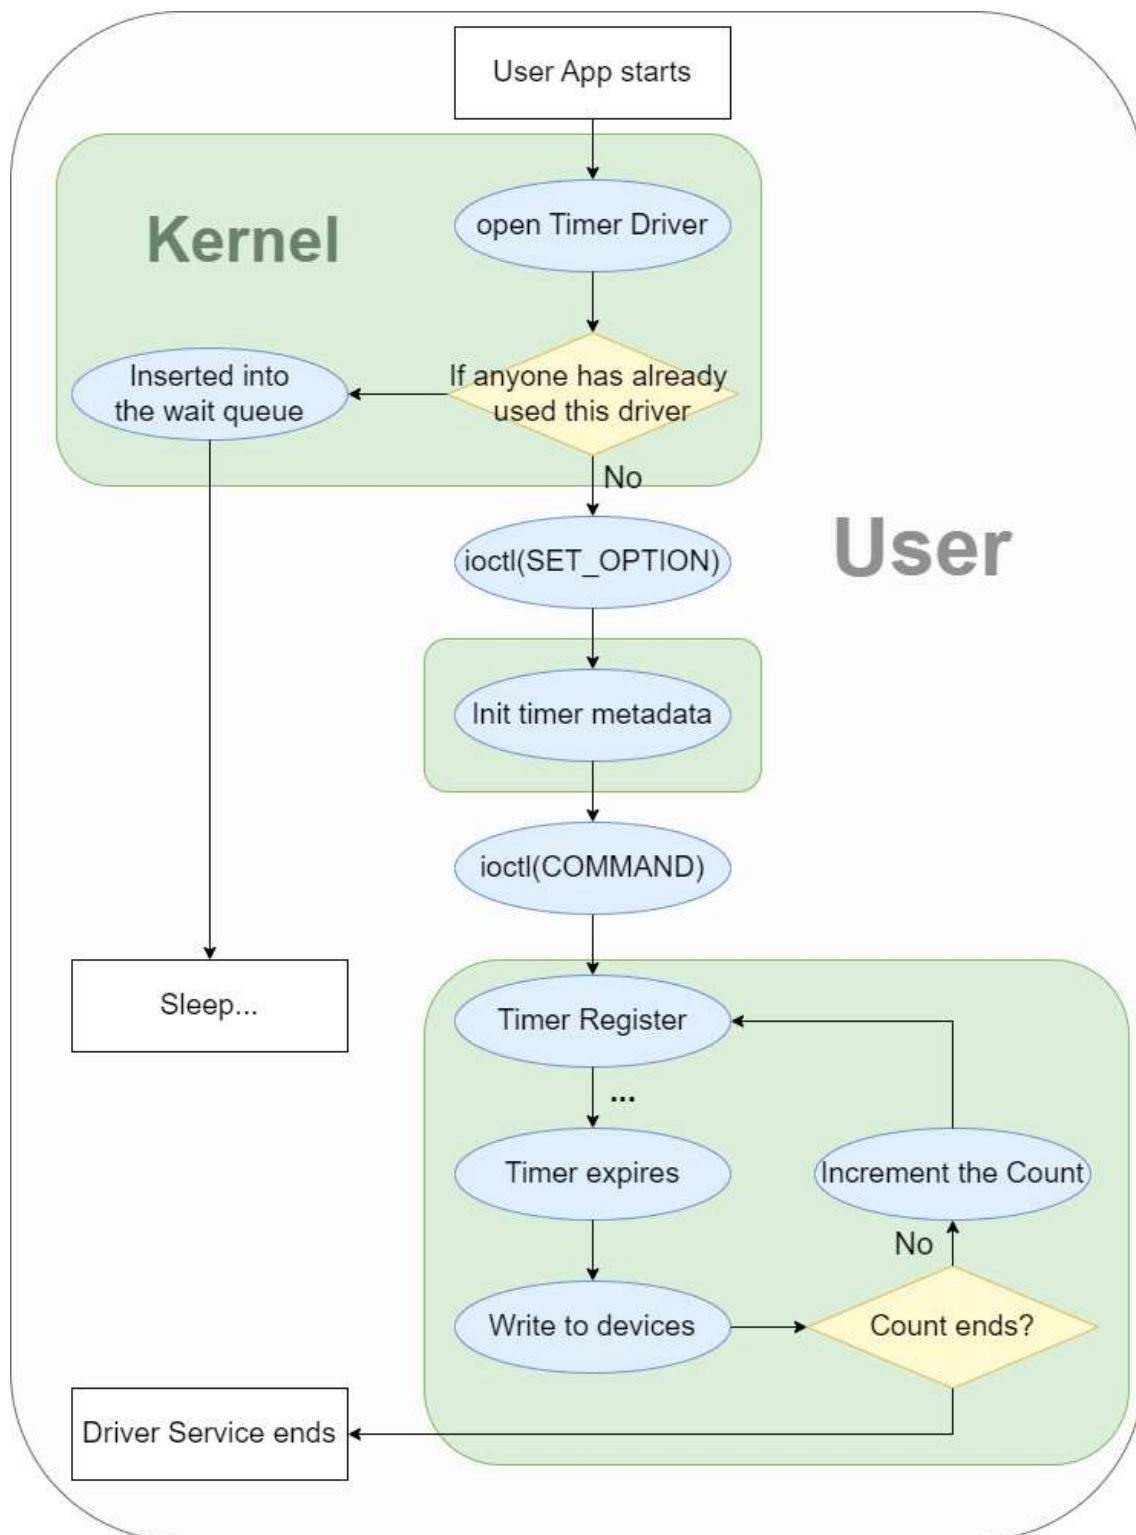 User App starts
Kernel
open Timer Driver
Inserted into
the wait queue
If anyone has already
used this driver
No
ioctl(SET_OPTION)
User
Init timer metadata
ioctl(COMMAND)
Sleep...
Timer Register
...
Timer expires
Increment the Count
No
Write to devices
Count ends?
Driver Service ends